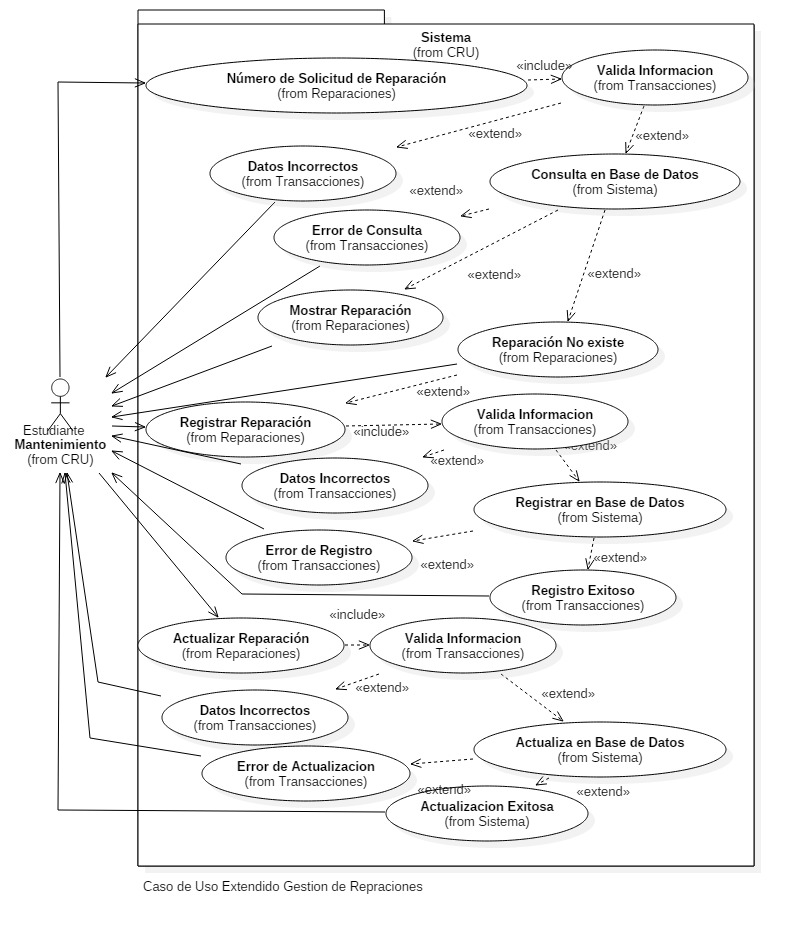 Sistema
(from CRU)
Número de Solicitud de Reparación
(from Reparaciones)
«include»
Valida Informacion
(from Transacciones)
«extend»
«extend»
Datos Incorrectos
(from Transacciones)
«extend»
Consulta en Base de Datos
(from Sistema)
Error de Consulta
(from Transacciones)
«extend»
«extend»
Mostrar Reparación
(from Reparaciones)
Reparación No existe
(from Reparaciones)
«extend»
Estudiante
Mantenimiento
(from CRU)
Registrar Reparación
(from Reparaciones)
«include»
Valida Informacion
(from Transacciones)
«extend»
«extend»
Datos Incorrectos
(from Transacciones)
Registrar en Base de Datos
(from Sistema)
Error de Registro
(from Transacciones)
«extend»
«extend»
Registro Exitoso
(from Transacciones)
«include»
Actualizar Reparación
(from Reparaciones)
Valida Informacion
(from Transacciones)
«extend»
«extend»
Datos Incorrectos
(from Transacciones)
Actualiza en Base de Datos
(from Sistema)
Error de Actualizacion
(from Transacciones)
«extend»
«extend»
Actualizacion Exitosa
(from Sistema)
Caso de Uso Extendido Gestion de Repraciones